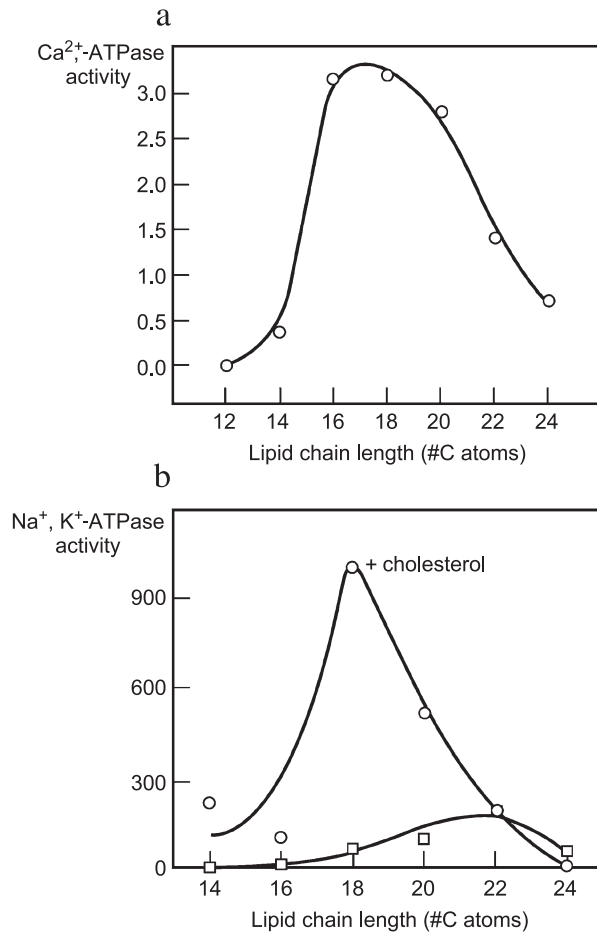 a
Ca²⁺,-ATPase
activity
3.0
2.5
2.0
1.5
1.0
0.5
0.0
12 14 16 18 20 22 24
Lipid chain length (#C atoms)
b
Na⁺, K⁺-ATPase
activity
+ cholesterol
900
600
300
0
14 16 18 20 22 24
Lipid chain length (#C atoms)